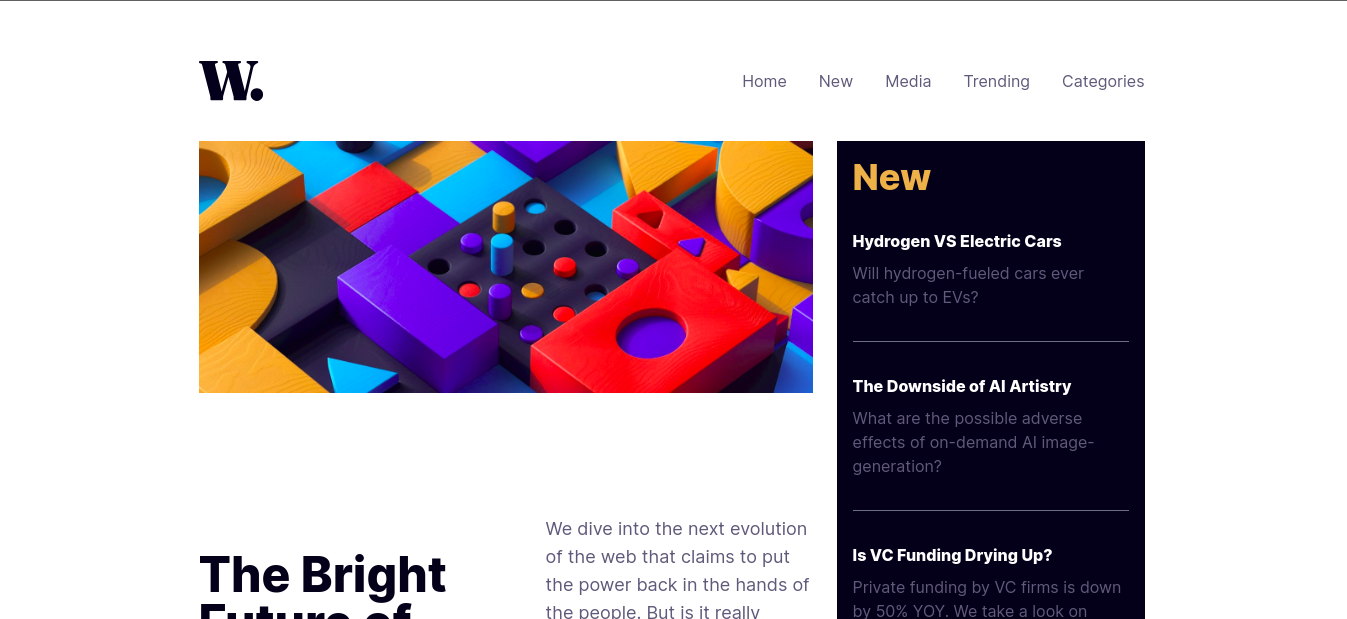 W.
Home New Media Trending Categories
New
Hydrogen VS Electric Cars
Will hydrogen-fueled cars ever
catch up to EVs?
The Downside of AI Artistry
What are the possible adverse
effects of on-demand AI image-
generation?
Is VC Funding Drying Up?
Private funding by VC firms is down
by 50% YOY. We take a look on
The Bright
Future of
We dive into the next evolution
of the web that claims to put
the power back in the hands of
the people. But is it really